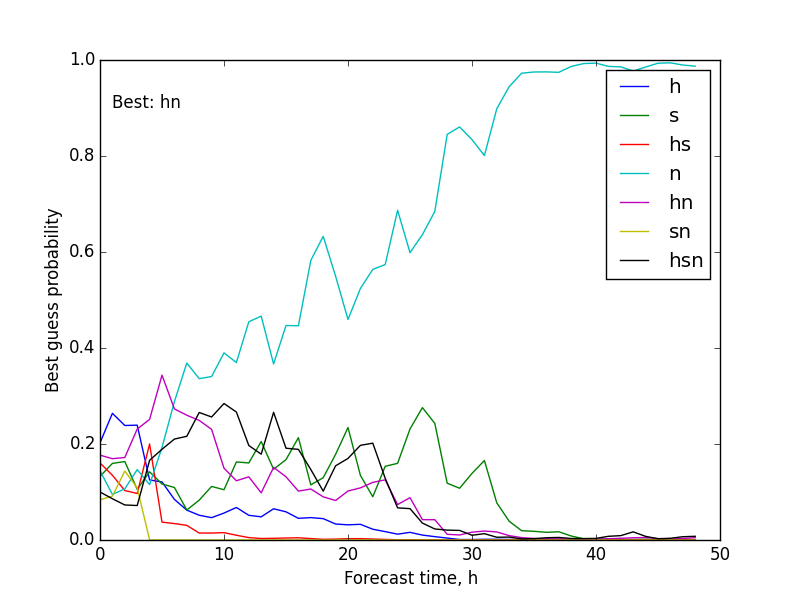 1.0
0.8
0.6
0.4
0.2
0.0
0
10
20
30
40
50
Best guess probability
Forecast time, h
Best: hn
h
s
hs
n
hn
sn
hsn